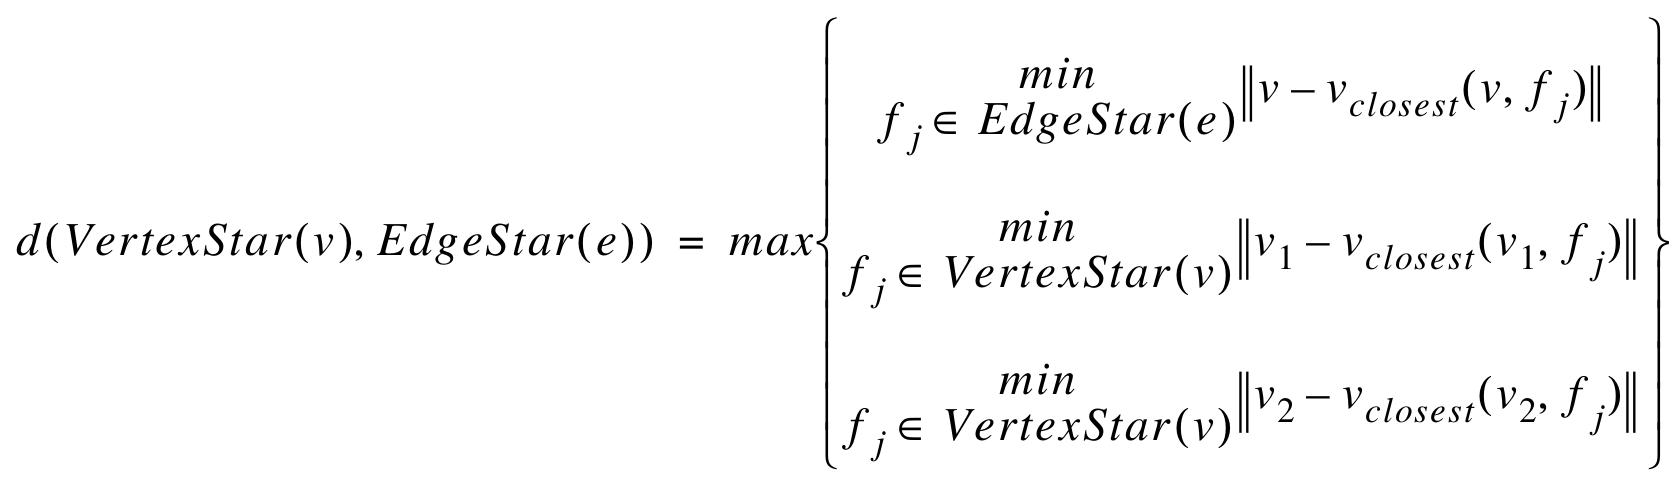 min
f_j ∈ EdgeStar(e) ‖v − v_closest(v, f_j)‖
d(VertexStar(v), EdgeStar(e)) = max{
min
f_j ∈ VertexStar(v) ‖v_1 − v_closest(v_1, f_j)‖
}
min
f_j ∈ VertexStar(v) ‖v_2 − v_closest(v_2, f_j)‖